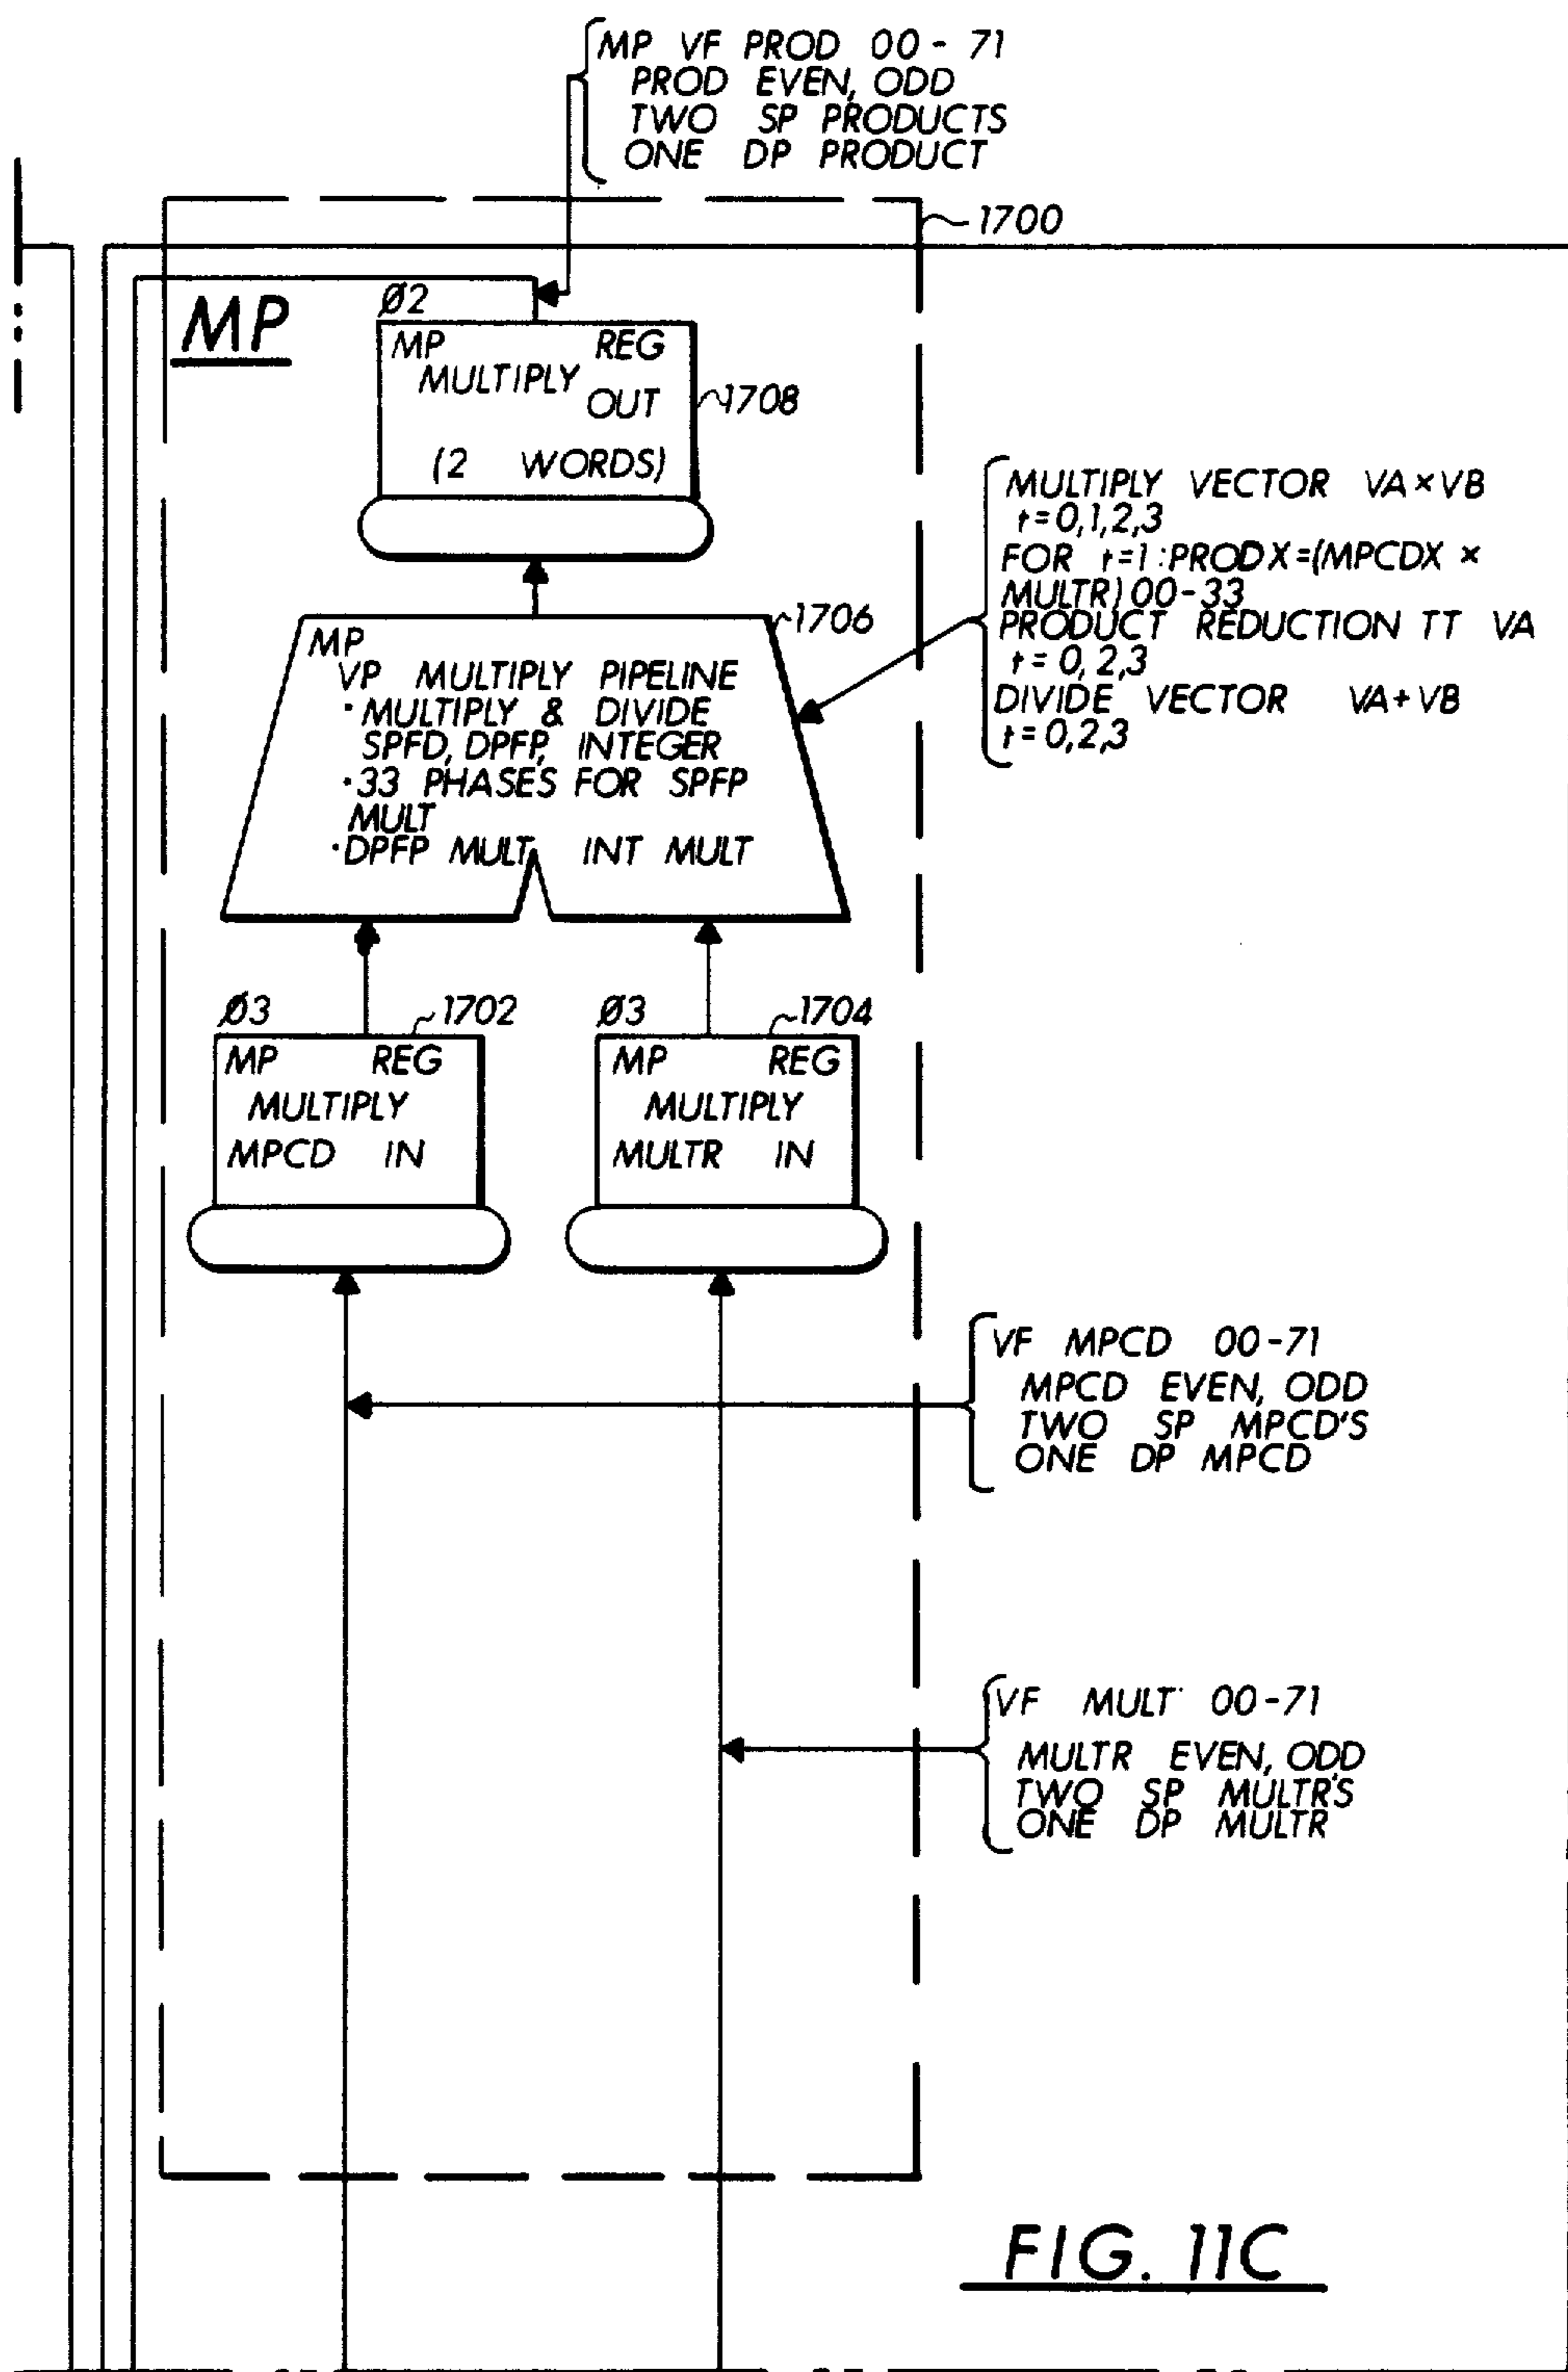 MP VF PROD 00 - 71
PROD EVEN, ODD
TWO SP PRODUCTS
ONE DP PRODUCT
1700
MP
Ø2
MP REG
MULTIPLY
OUT
(2 WORDS)
1708
MULTIPLY VECTOR VA×VB
t=0,1,2,3
FOR t=1:PRODX=(MPCDX ×
MULTR)00-33
PRODUCT REDUCTION TT VA
t= 0, 2,3
DIVIDE VECTOR VA+VB
t=0,2,3
1706
MP
VP MULTIPLY PIPELINE
·MULTIPLY & DIVIDE
SPFD, DPFP, INTEGER
·33 PHASES FOR SPFP
MULT
·DPFP MULT, INT MULT
Ø3
1702
MP REG
MULTIPLY
MPCD IN
Ø3
1704
MP REG
MULTIPLY
MULTR IN
VF MPCD 00-71
MPCD EVEN, ODD
TWO SP MPCD'S
ONE DP MPCD
VF MULT 00-71
MULTR EVEN, ODD
TWO SP MULTR'S
ONE DP MULTR
FIG. 11C